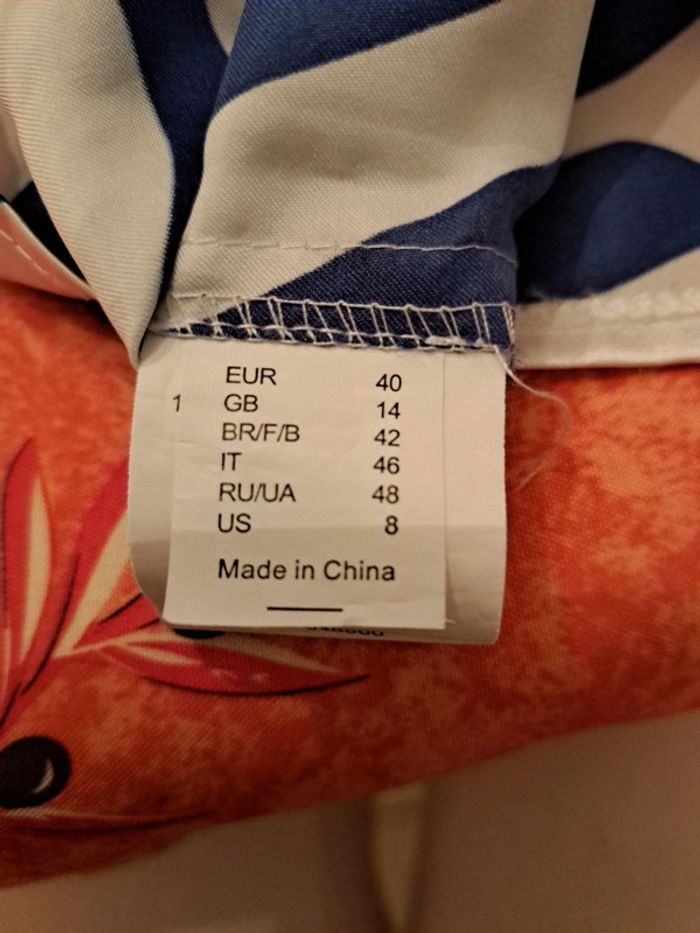 EUR 40
1 GB 14
BR/F/B 42
IT 46
RU/UA 48
US 8
Made in China